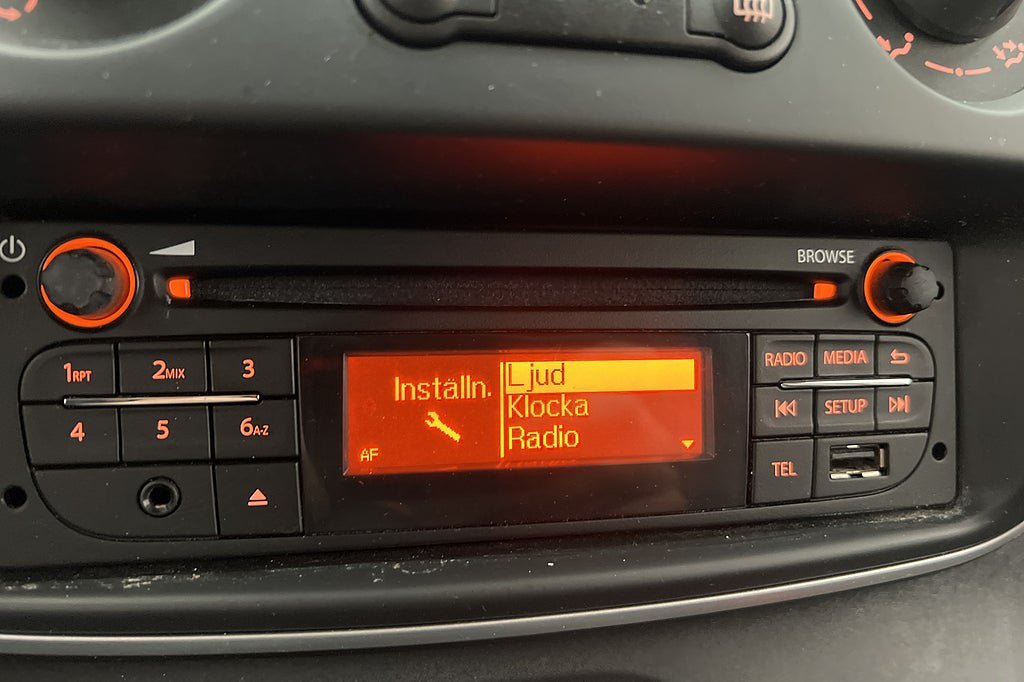 BROWSE
1RPT 2MIX 3
4 5 6A-Z
Inställn.
AF
Ljud
Klocka
Radio
RADIO MEDIA
SETUP
TEL